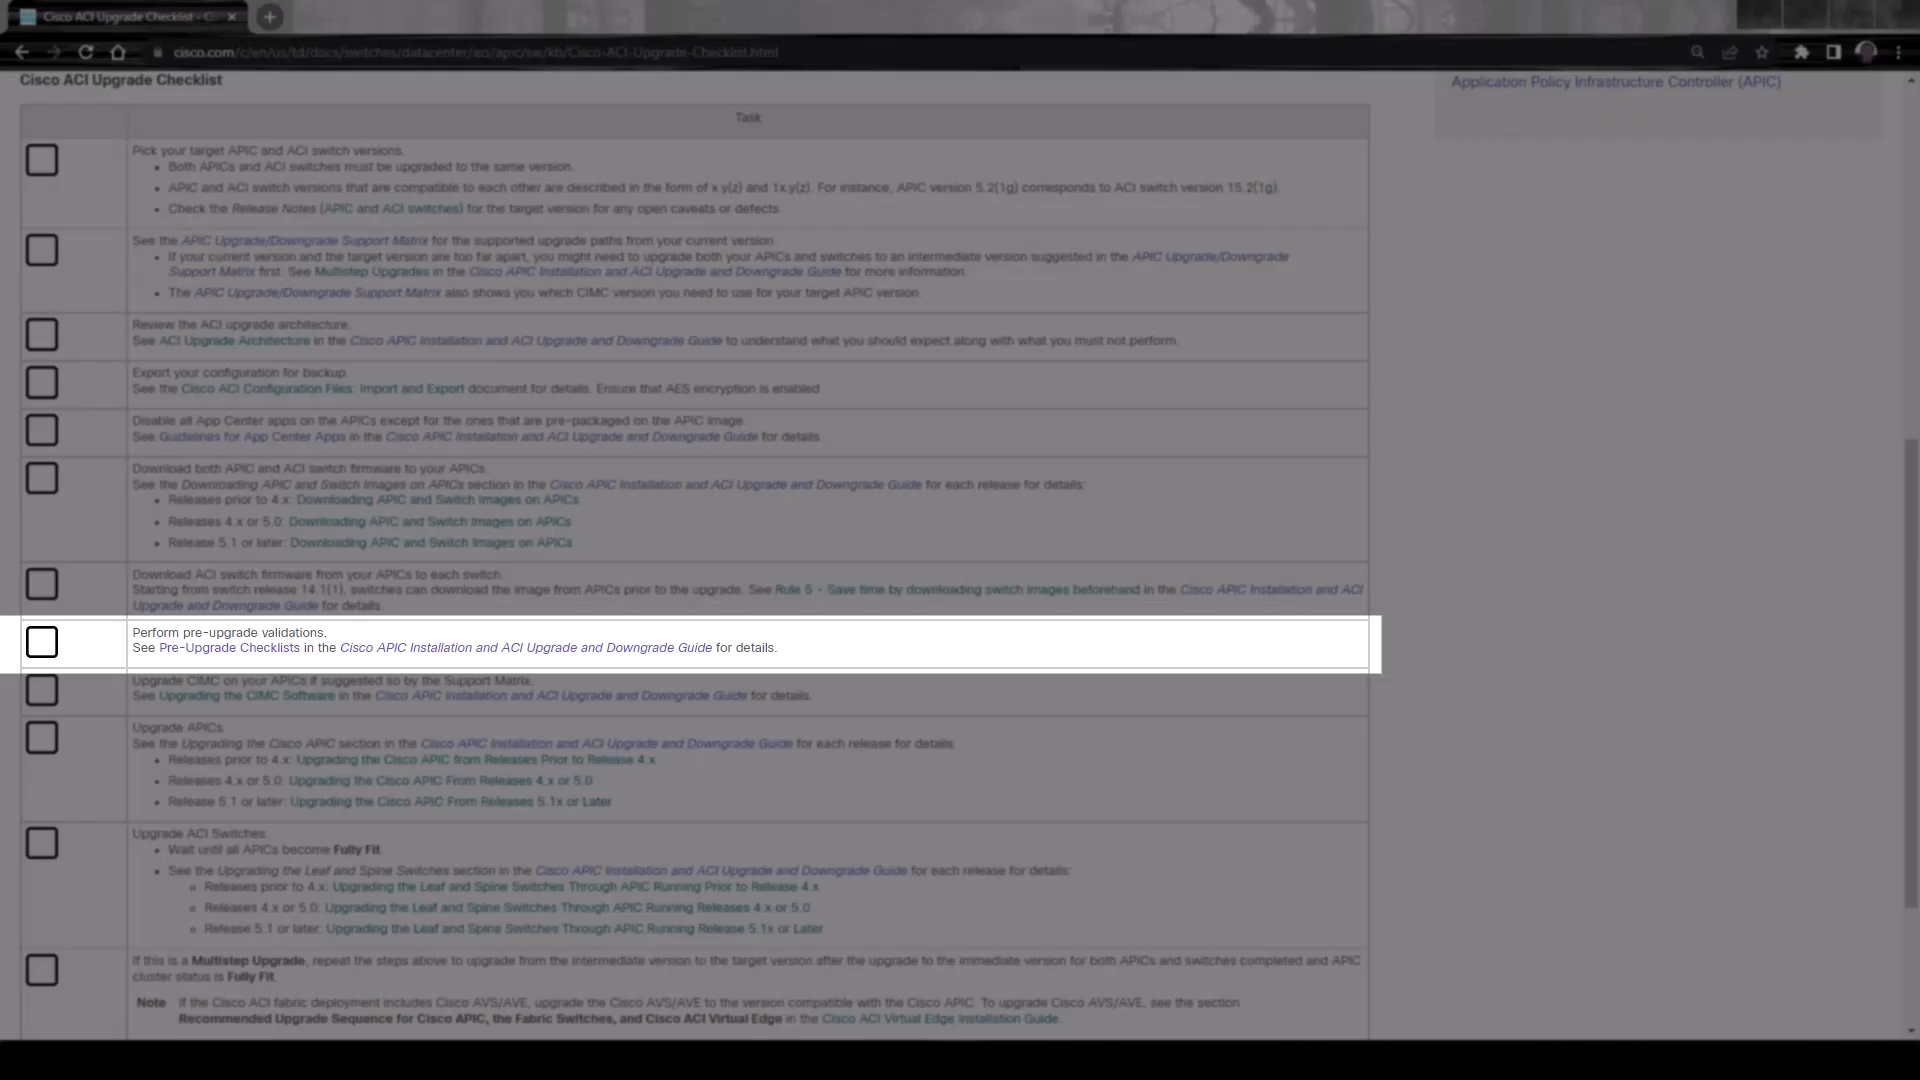 Cisco ACI Upgrade Checklist - C
cisco.com/c/en/us/td/docs/switches/datacenter/aci/apic/sw/kb/Cisco-ACI-Upgrade-Checklist.html
Cisco ACI Upgrade Checklist
Application Policy Infrastructure Controller (APIC)
Task
Pick your target APIC and ACI switch versions.
• Both APICs and ACI switches must be upgraded to the same version.
• APIC and ACI switch versions that are compatible to each other are described in the form of x.y(z) and 1x.y(z). For instance, APIC version 5.2(1g) corresponds to ACI switch version 15.2(1g).
• Check the Release Notes (APIC and ACI switches) for the target version for any open caveats or defects.
See the APIC Upgrade/Downgrade Support Matrix for the supported upgrade paths from your current version.
• If your current version and the target version are too far apart, you might need to upgrade both your APICs and switches to an intermediate version suggested in the APIC Upgrade/Downgrade
Support Matrix first. See Multistep Upgrades in the Cisco APIC Installation and ACI Upgrade and Downgrade Guide for more information.
• The APIC Upgrade/Downgrade Support Matrix also shows you which CIMC version you need to use for your target APIC version.
Review the ACI upgrade architecture.
See ACI Upgrade Architecture in the Cisco APIC Installation and ACI Upgrade and Downgrade Guide to understand what you should expect along with what you must not perform.
Export your configuration for backup.
See the Cisco ACI Configuration Files: Import and Export document for details. Ensure that AES encryption is enabled.
Disable all App Center apps on the APICs except for the ones that are pre-packaged on the APIC image.
See Guidelines for App Center Apps in the Cisco APIC Installation and ACI Upgrade and Downgrade Guide for details.
Download both APIC and ACI switch firmware to your APICs.
See the Downloading APIC and Switch Images on APICs section in the Cisco APIC Installation and ACI Upgrade and Downgrade Guide for each release for details:
• Releases prior to 4.x: Downloading APIC and Switch Images on APICs
• Releases 4.x or 5.0: Downloading APIC and Switch Images on APICs
• Release 5.1 or later: Downloading APIC and Switch Images on APICs
Download ACI switch firmware from your APICs to each switch.
Starting from switch release 14.1(1), switches can download the image from APICs prior to the upgrade. See Rule 5 - Save time by downloading switch images beforehand in the Cisco APIC Installation and ACI
Upgrade and Downgrade Guide for details.
Perform pre-upgrade validations.
See Pre-Upgrade Checklists in the Cisco APIC Installation and ACI Upgrade and Downgrade Guide for details.
Upgrade CIMC on your APICs if suggested so by the Support Matrix.
See Upgrading the CIMC Software in the Cisco APIC Installation and ACI Upgrade and Downgrade Guide for details.
Upgrade APICs.
See the Upgrading the Cisco APIC section in the Cisco APIC Installation and ACI Upgrade and Downgrade Guide for each release for details:
• Releases prior to 4.x: Upgrading the Cisco APIC from Releases Prior to Release 4.x
• Releases 4.x or 5.0: Upgrading the Cisco APIC From Releases 4.x or 5.0
• Release 5.1 or later: Upgrading the Cisco APIC From Releases 5.1x or Later
Upgrade ACI Switches.
• Wait until all APICs become Fully Fit.
• See the Upgrading the Leaf and Spine Switches section in the Cisco APIC Installation and ACI Upgrade and Downgrade Guide for each release for details:
○ Releases prior to 4.x: Upgrading the Leaf and Spine Switches Through APIC Running Prior to Release 4.x
○ Releases 4.x or 5.0: Upgrading the Leaf and Spine Switches Through APIC Running Releases 4.x or 5.0
○ Release 5.1 or later: Upgrading the Leaf and Spine Switches Through APIC Running Release 5.1x or Later
If this is a Multistep Upgrade, repeat the steps above to upgrade from the intermediate version to the target version after the upgrade to the immediate version for both APICs and switches completed and APIC
cluster status is Fully Fit.
Note If the Cisco ACI fabric deployment includes Cisco AVS/AVE, upgrade the Cisco AVS/AVE to the version compatible with the Cisco APIC. To upgrade Cisco AVS/AVE, see the section
Recommended Upgrade Sequence for Cisco APIC, the Fabric Switches, and Cisco ACI Virtual Edge in the Cisco ACI Virtual Edge Installation Guide.